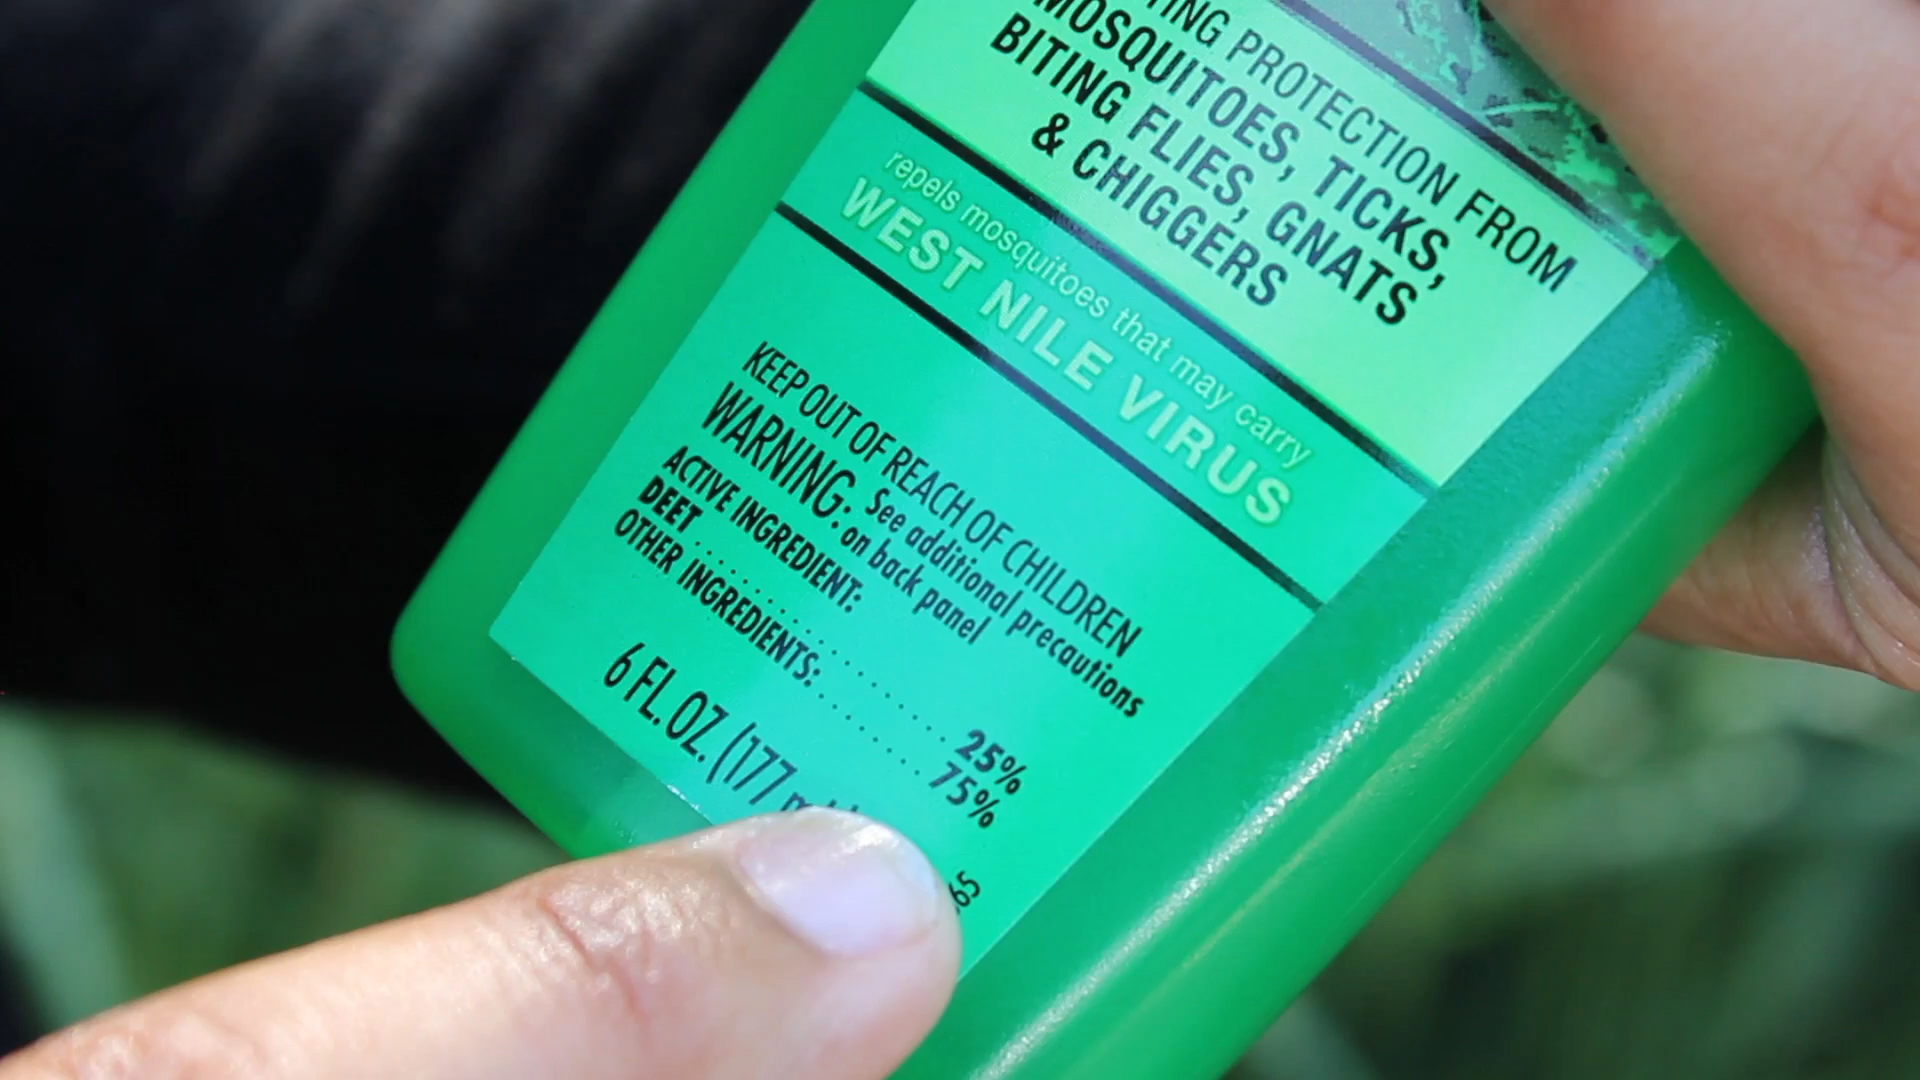 PROTECTION FROM
MOSQUITOES, TICKS,
BITING FLIES, GNATS
& CHIGGERS
repels mosquitoes that may carry
WEST NILE VIRUS
KEEP OUT OF REACH OF CHILDREN
WARNING: See additional precautions
on back panel
ACTIVE INGREDIENT:
DEET .................... 25%
OTHER INGREDIENTS: .......... 75%
6 FL. OZ. (177
65